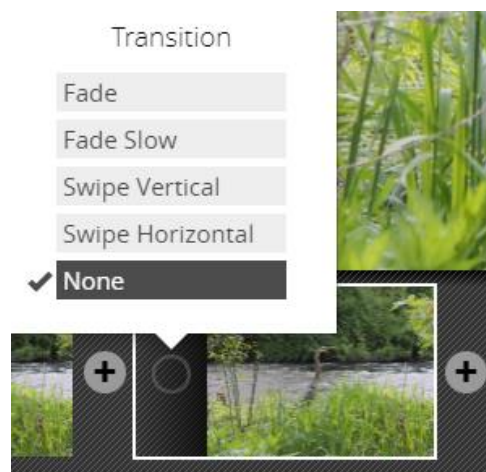 Transition
Fade
Fade Slow
Swipe Vertical
Swipe Horizontal
None